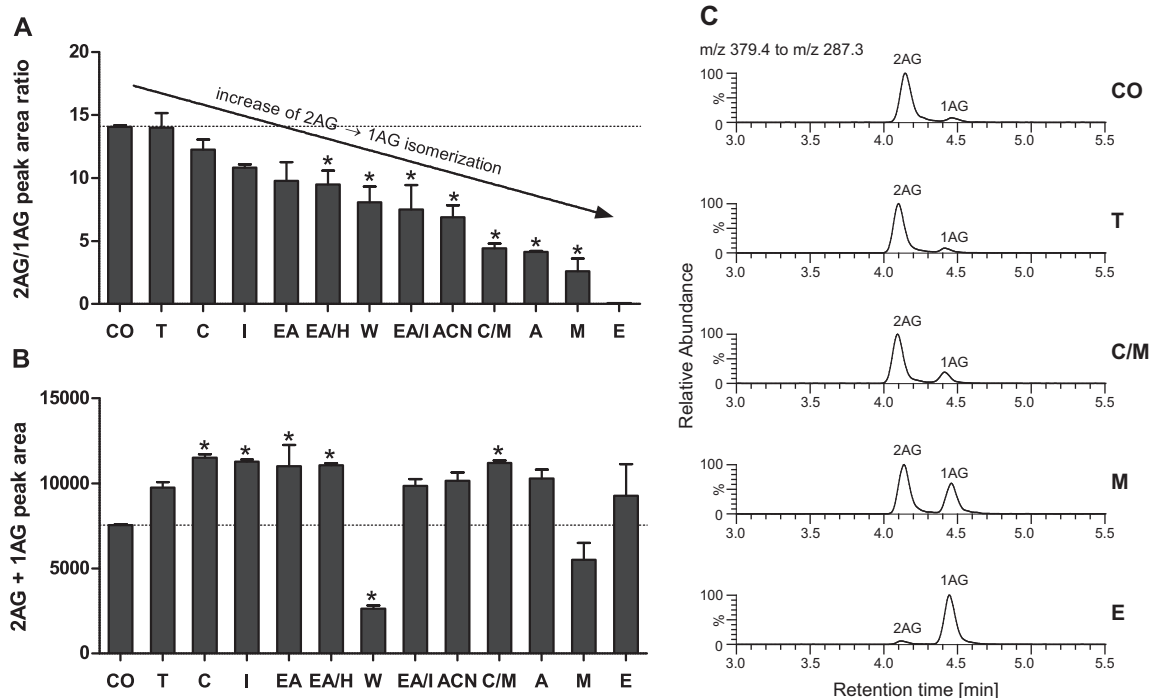 A
20
15
10
5
0
2AG/1AG peak area ratio
increase of 2AG → 1AG isomerization
* * * * * * *
CO T C I EA EA/H W EA/I ACN C/M A M E
B
15000
10000
5000
0
2AG + 1AG peak area
* * * * * *
CO T C I EA EA/H W EA/I ACN C/M A M E
C
m/z 379.4 to m/z 287.3
Relative Abundance
100
%
0
2AG
1AG
CO
3.0 3.5 4.0 4.5 5.0 5.5
100
%
0
2AG
1AG
T
3.0 3.5 4.0 4.5 5.0 5.5
100
%
0
2AG
1AG
C/M
3.0 3.5 4.0 4.5 5.0 5.5
100
%
0
2AG
1AG
M
3.0 3.5 4.0 4.5 5.0 5.5
100
%
0
2AG
1AG
E
3.0 3.5 4.0 4.5 5.0 5.5
Retention time [min]